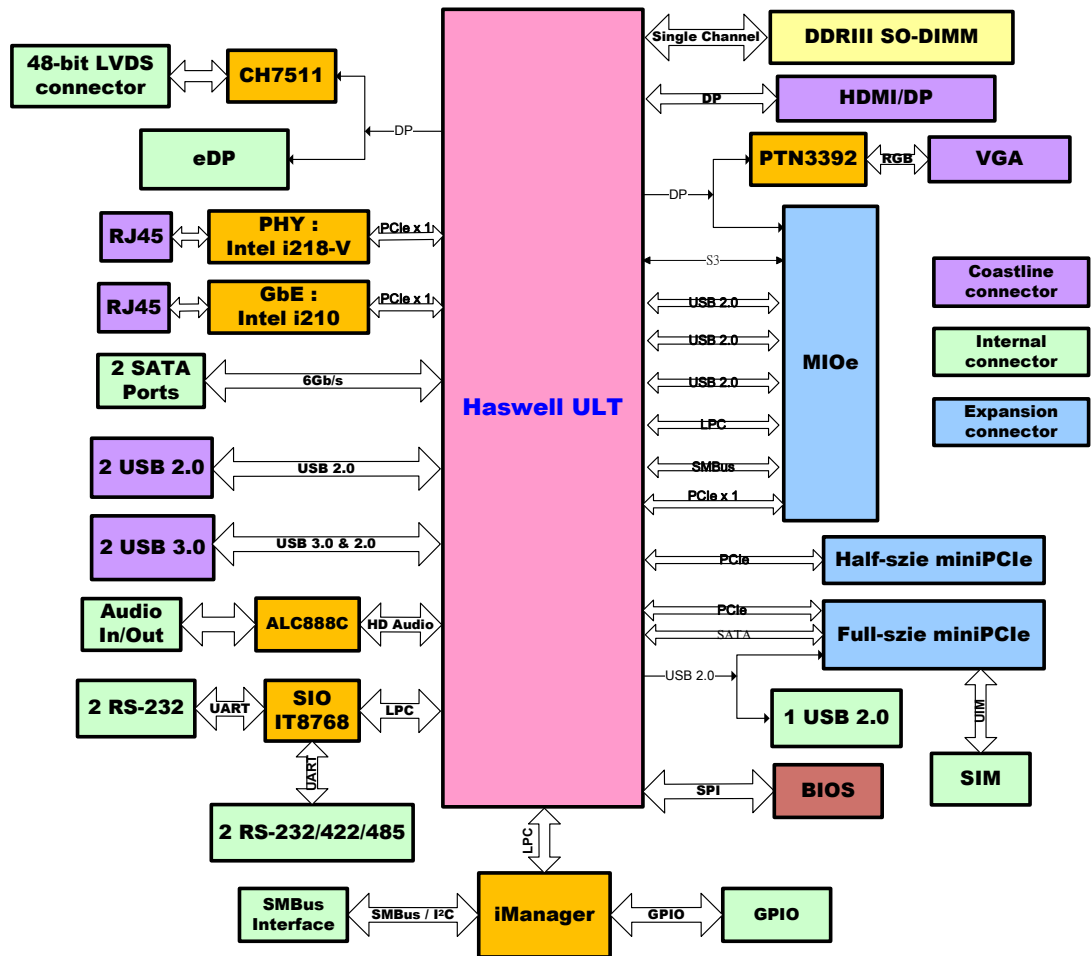 48-bit LVDS
connector
CH7511
eDP
DP
RJ45
PHY :
Intel i218-V
PCIe x 1
RJ45
GbE :
Intel i210
PCIe x 1
2 SATA
Ports
6Gb/s
2 USB 2.0
USB 2.0
2 USB 3.0
USB 3.0 & 2.0
Audio
In/Out
ALC888C
HD Audio
2 RS-232
UART
SIO
IT8768
LPC
UART
2 RS-232/422/485
Haswell ULT
LPC
SMBus
Interface
SMBus / I²C
iManager
GPIO
GPIO
Single Channel
DDRIII SO-DIMM
DP
HDMI/DP
DP
PTN3392
RGB
VGA
S3
USB 2.0
USB 2.0
USB 2.0
LPC
SMBus
PCIe x 1
MIOe
PCIe
Half-szie miniPCIe
PCIe
SATA
Full-szie miniPCIe
USB 2.0
1 USB 2.0
UIM
SIM
SPI
BIOS
Coastline
connector
Internal
connector
Expansion
connector